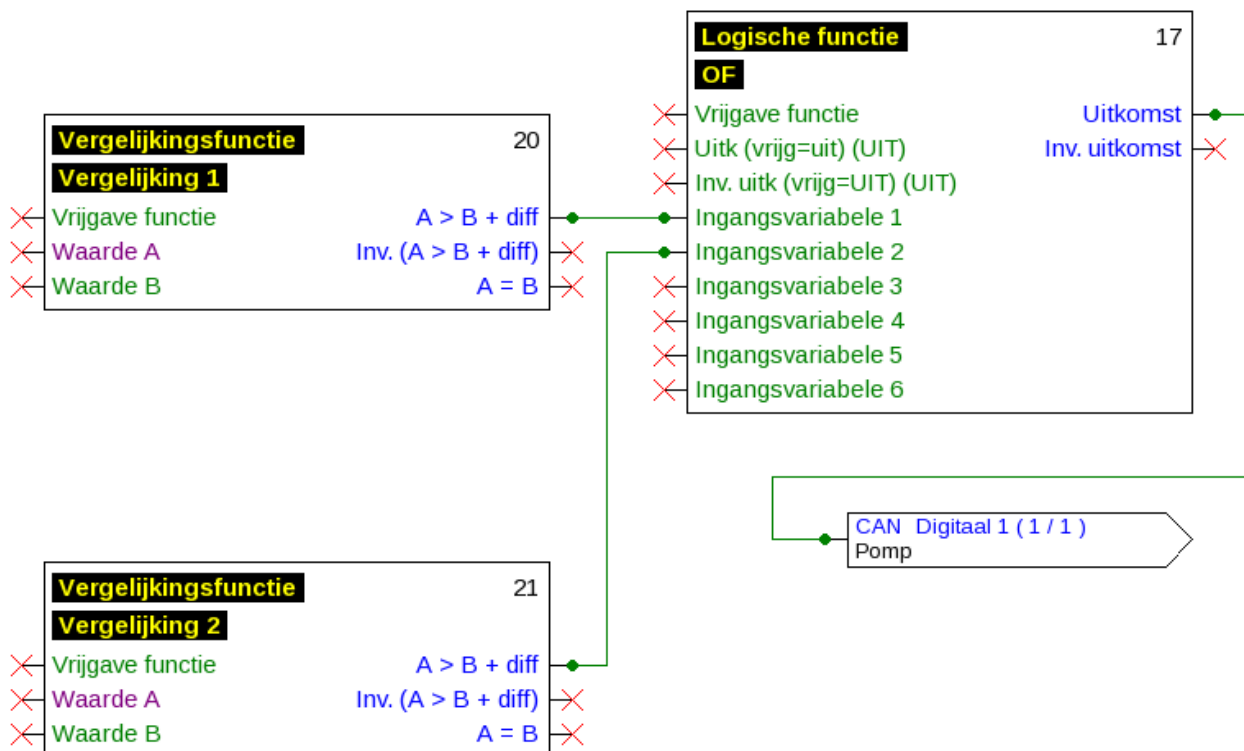 Logische functie 17
OF
Vrijgave functie Uitkomst
Uitk (vrijg=uit) (UIT) Inv. uitkomst
Inv. uitk (vrijg=UIT) (UIT)
Ingangsvariabele 1
Ingangsvariabele 2
Ingangsvariabele 3
Ingangsvariabele 4
Ingangsvariabele 5
Ingangsvariabele 6
Vergelijkingsfunctie 20
Vergelijking 1
Vrijgave functie A > B + diff
Waarde A Inv. (A > B + diff)
Waarde B A = B
CAN Digitaal 1 ( 1 / 1 )
Pomp
Vergelijkingsfunctie 21
Vergelijking 2
Vrijgave functie A > B + diff
Waarde A Inv. (A > B + diff)
Waarde B A = B